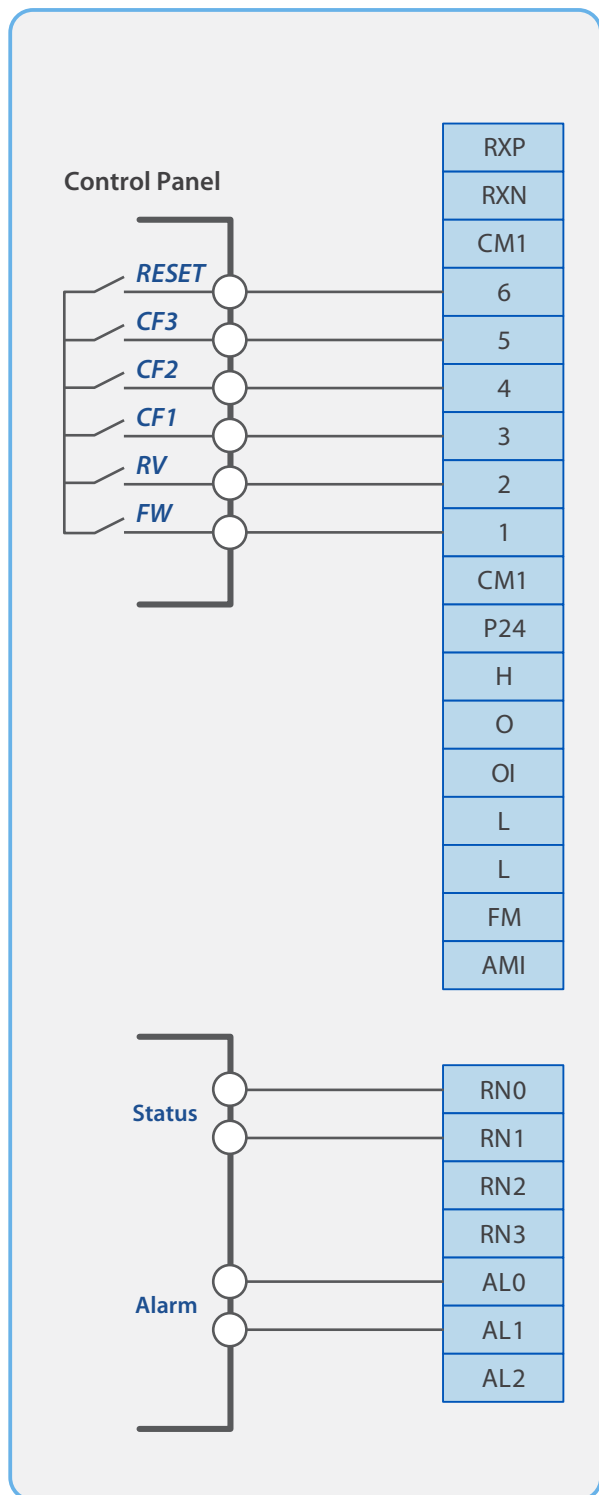 RXP
Control Panel
RXN
CM1
RESET
6
CF3
5
CF2
4
CF1
3
RV
2
FW
1
CM1
P24
H
O
OI
L
L
FM
AMI
RN0
Status
RN1
RN2
RN3
AL0
Alarm
AL1
AL2